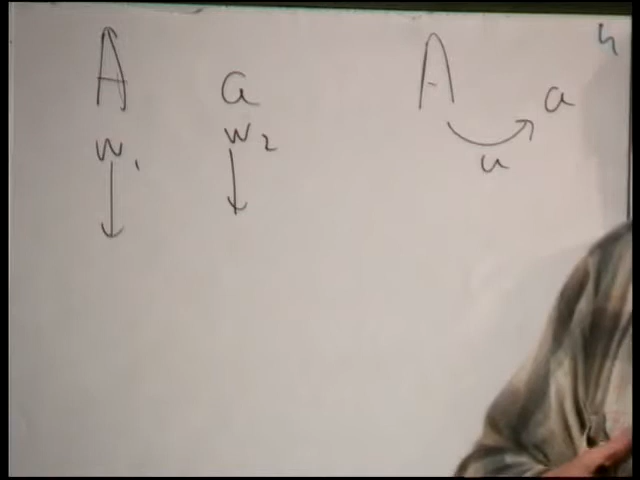 A a A a
w₁ w₂ u